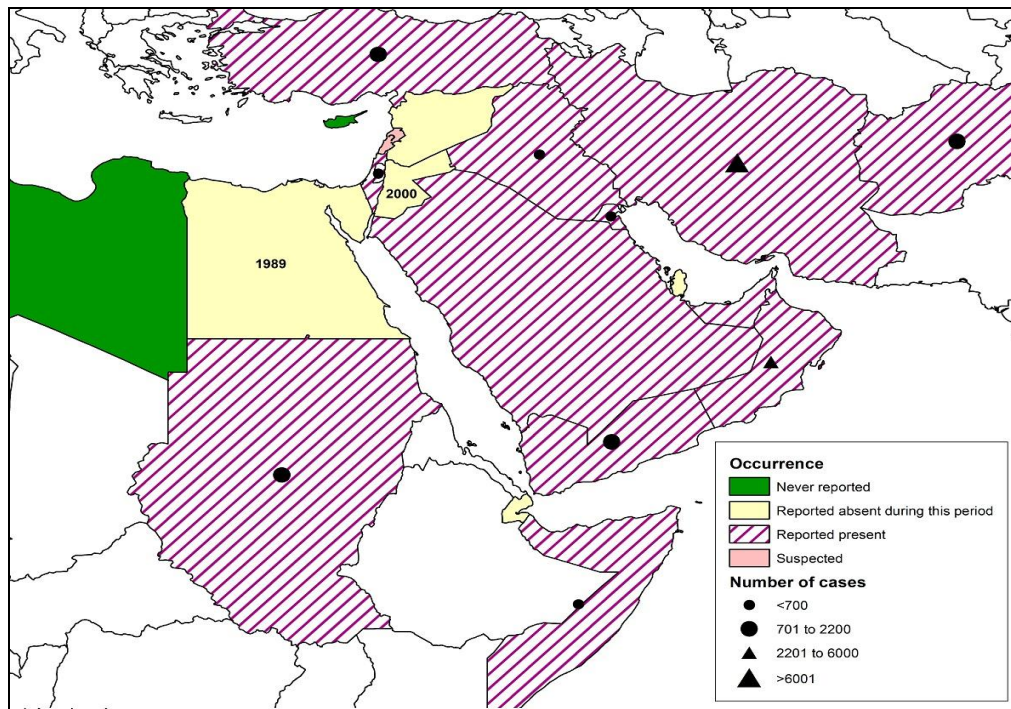 2000
1989
Occurrence
Never reported
Reported absent during this period
Reported present
Suspected
Number of cases
<700
701 to 2200
2201 to 6000
>6001